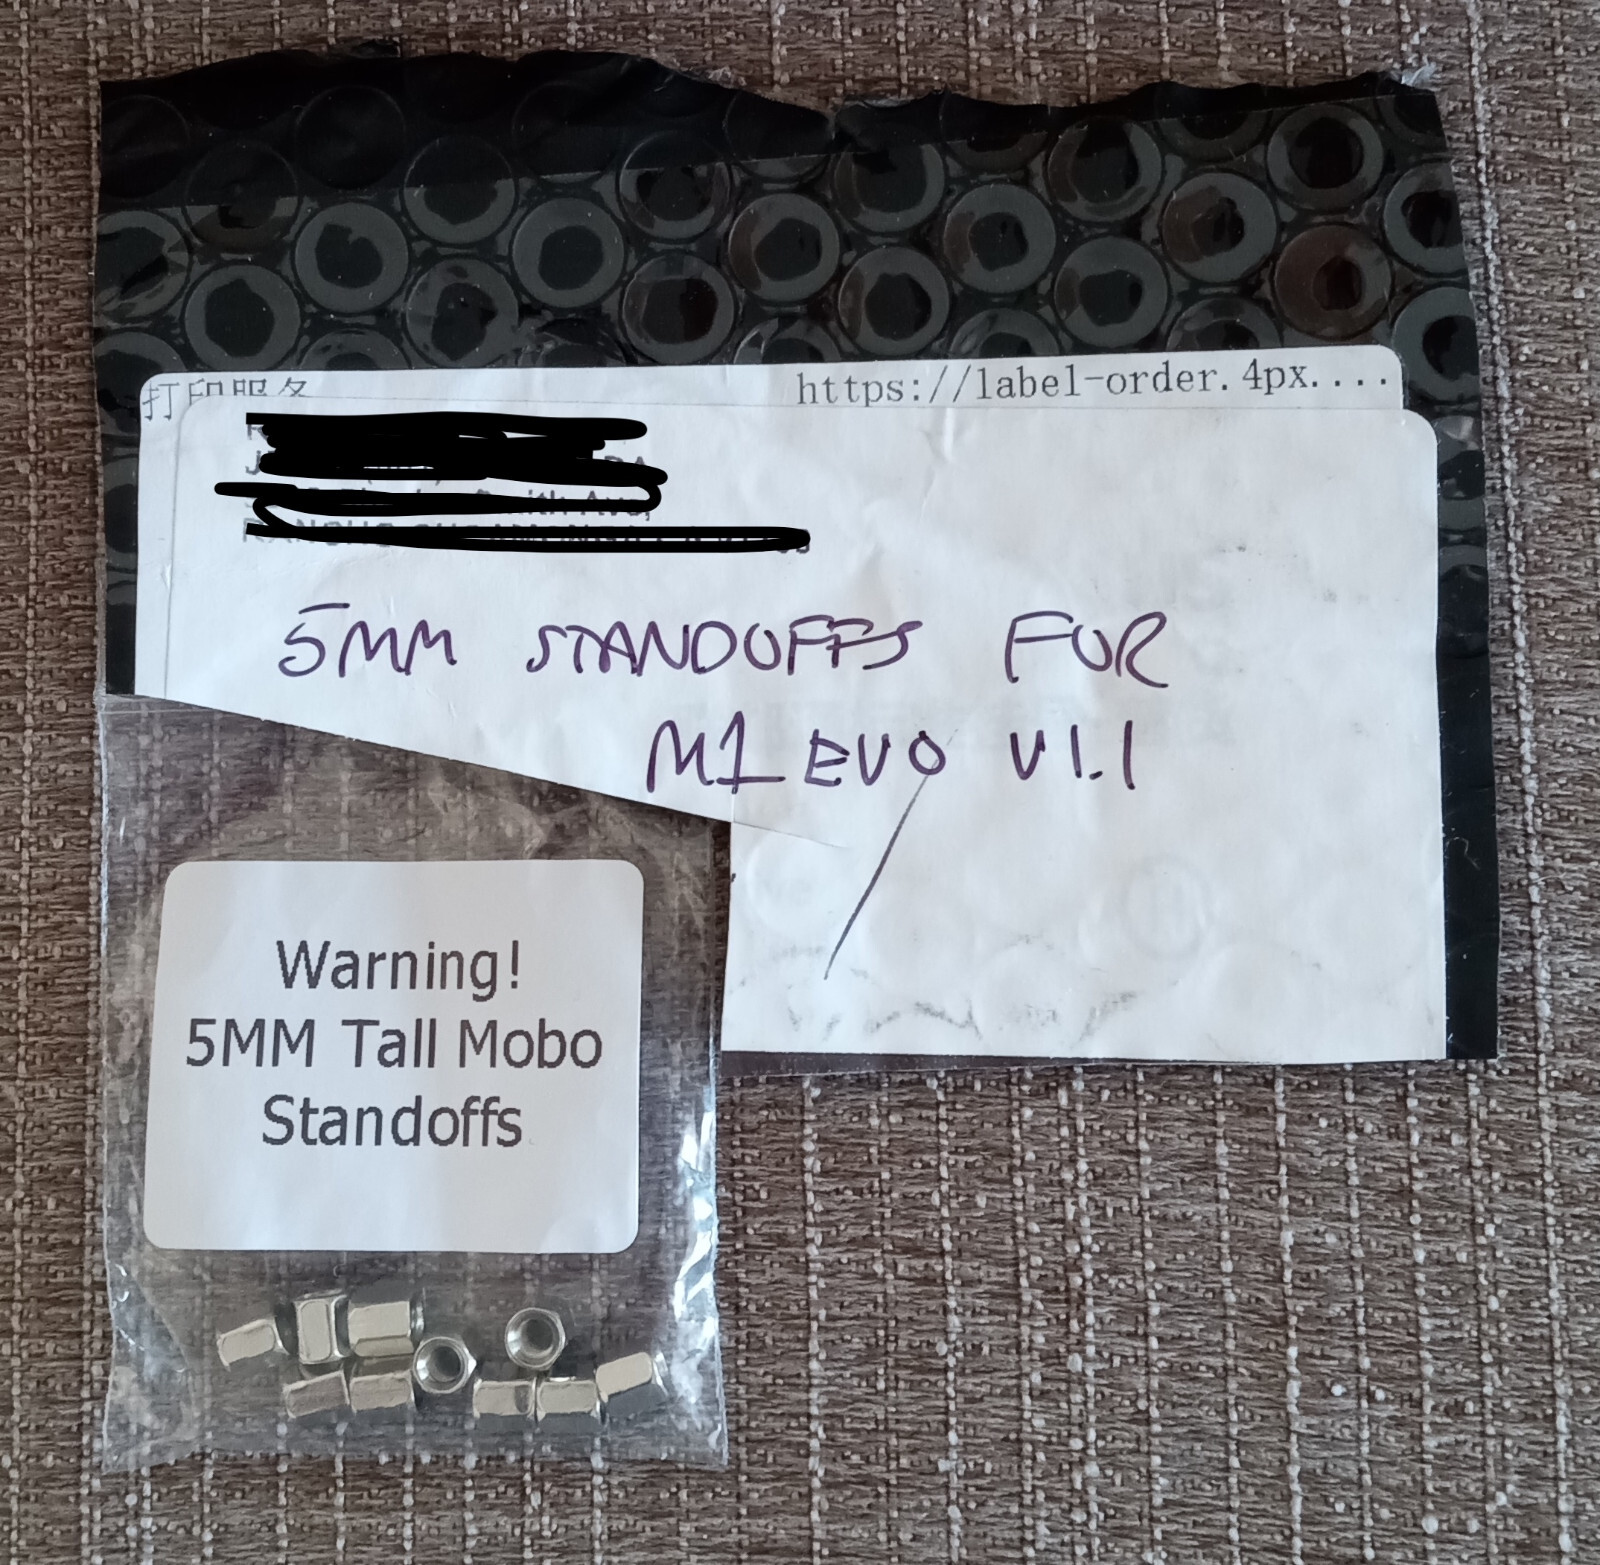 打印服务
https://label-order.4px....
5MM STANDOFFS FOR
M1 EVO V1.1
Warning!
5MM Tall Mobo
Standoffs